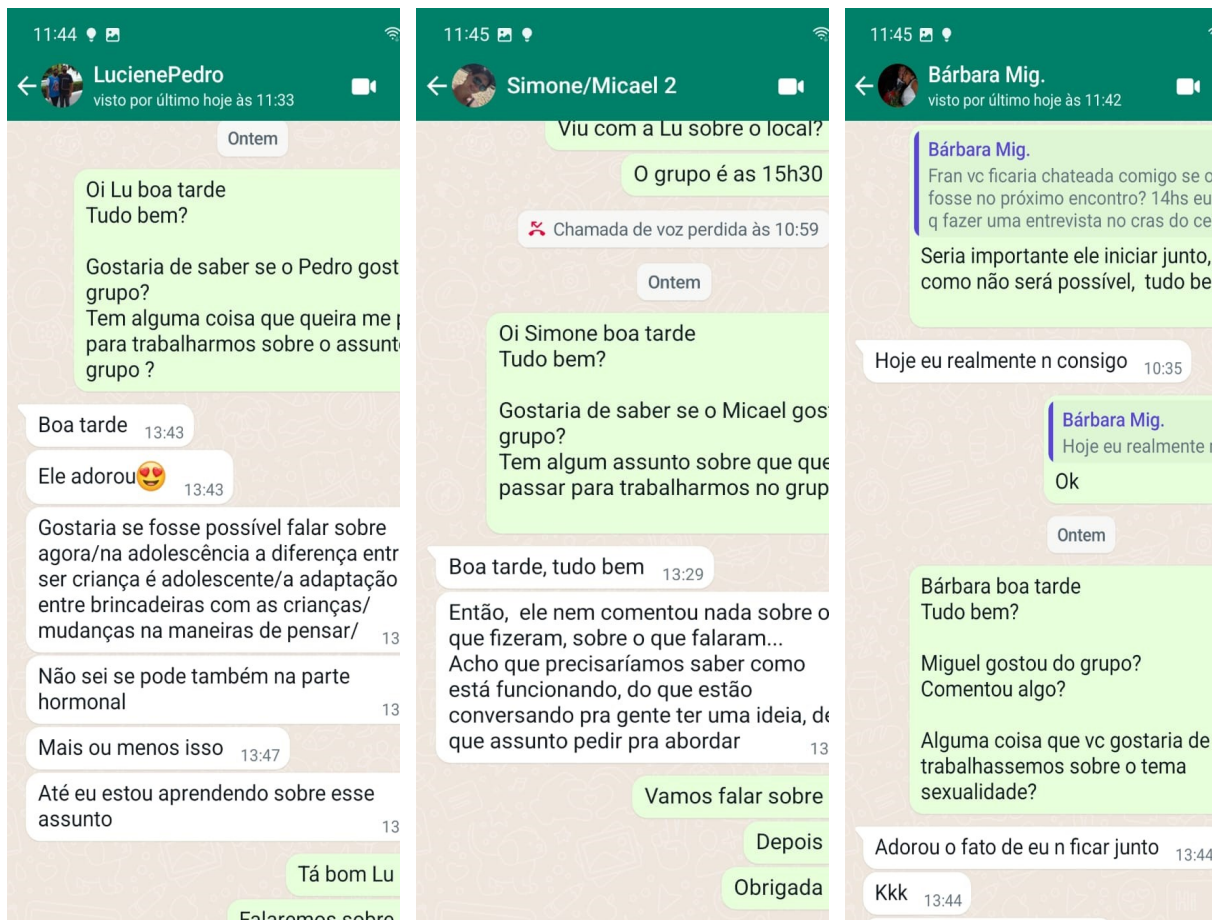 11:44
LucienePedro
visto por último hoje às 11:33
Ontem
Oi Lu boa tarde
Tudo bem?
Gostaria de saber se o Pedro gost
grupo?
Tem alguma coisa que queira me
para trabalharmos sobre o assunt
grupo ?
Boa tarde 13:43
Ele adorou😍 13:43
Gostaria se fosse possível falar sobre
agora/na adolescência a diferença entr
ser criança é adolescente/a adaptação
entre brincadeiras com as crianças/
mudanças na maneiras de pensar/ 13
Não sei se pode também na parte
hormonal 13
Mais ou menos isso 13:47
Até eu estou aprendendo sobre esse
assunto 13
Tá bom Lu
Falaremos sobre
11:45
Simone/Micael 2
Viu com a Lu sobre o local?
O grupo é as 15h30
Chamada de voz perdida às 10:59
Ontem
Oi Simone boa tarde
Tudo bem?
Gostaria de saber se o Micael gos
grupo?
Tem algum assunto sobre que que
passar para trabalharmos no grup
Boa tarde, tudo bem 13:29
Então, ele nem comentou nada sobre o
que fizeram, sobre o que falaram...
Acho que precisaríamos saber como
está funcionando, do que estão
conversando pra gente ter uma ideia, de
que assunto pedir pra abordar 13
Vamos falar sobre
Depois
Obrigada
11:45
Bárbara Mig.
visto por último hoje às 11:42
Bárbara Mig.
Fran vc ficaria chateada comigo se o
fosse no próximo encontro? 14hs eu
q fazer uma entrevista no cras do ce
Seria importante ele iniciar junto,
como não será possível, tudo be
Hoje eu realmente n consigo 10:35
Bárbara Mig.
Hoje eu realmente
Ok
Ontem
Bárbara boa tarde
Tudo bem?
Miguel gostou do grupo?
Comentou algo?
Alguma coisa que vc gostaria de
trabalhassemos sobre o tema
sexualidade?
Adorou o fato de eu n ficar junto 13:44
Kkk 13:44